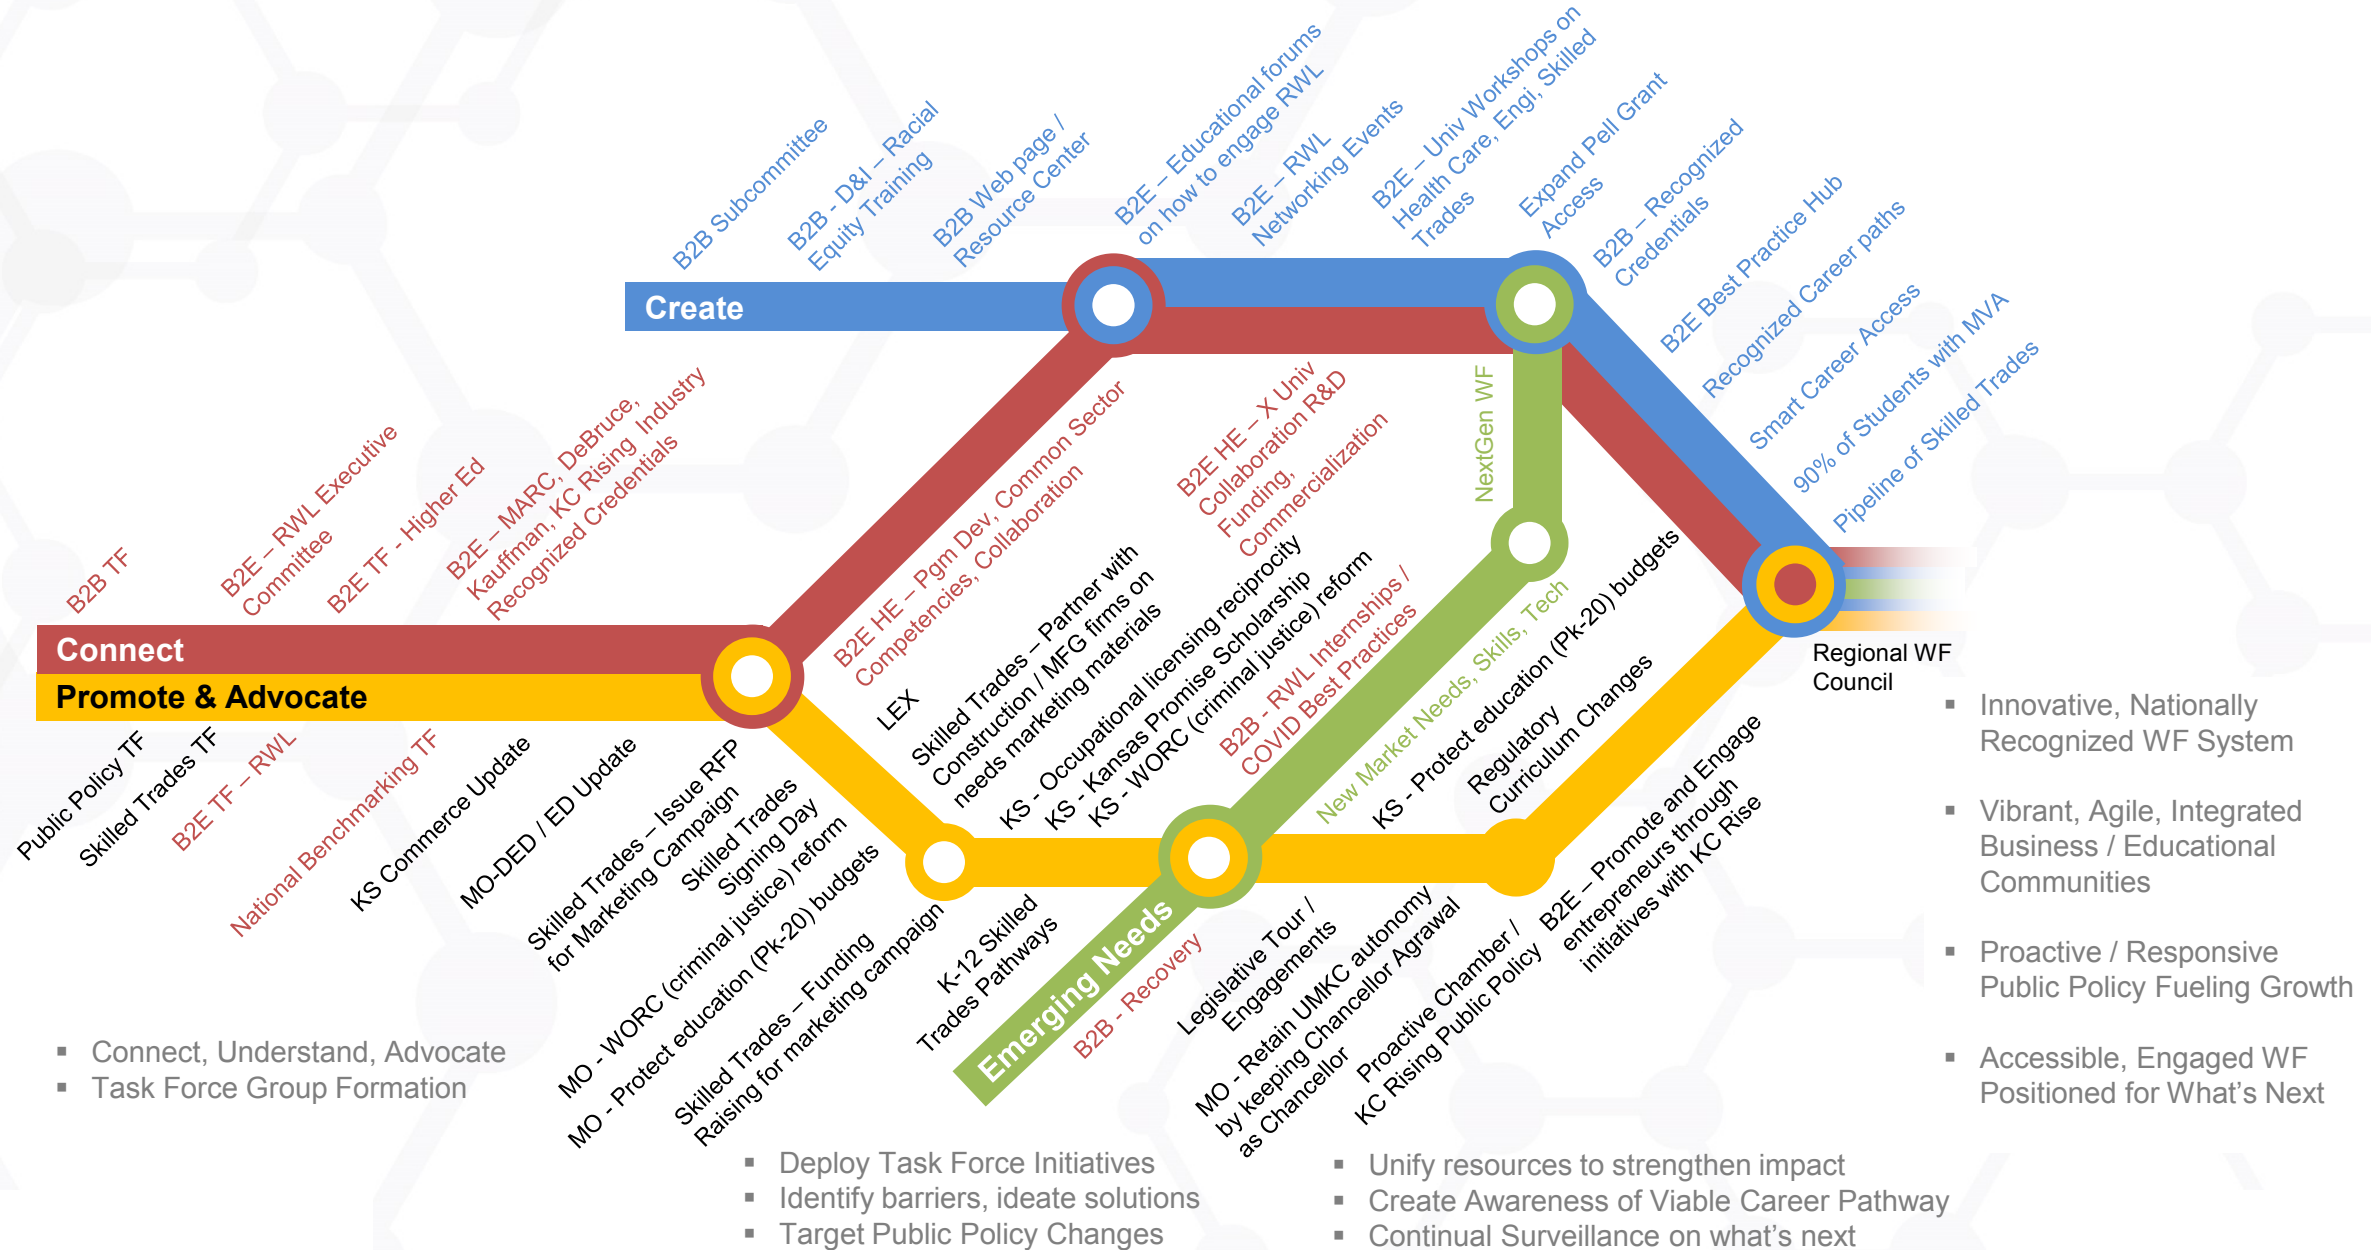 B2B Subcommittee
B2B - D&I – Racial
Equity Training
B2B Web page /
Resource Center
B2E – Educational forums
on how to engage RWL
B2E – RWL
Networking Events
B2E – Univ Workshops on
Health Care, Engi, Skilled
Trades
Expand Pell Grant
Access
B2B – Recognized
Credentials
B2E Best Practice Hub
Recognized Career paths
Smart Career Access
90% of Students with MVA
Pipeline of Skilled Trades
Create
B2B TF
B2E – RWL Executive
Committee
B2E TF - Higher Ed
B2E – MARC, DeBruce,
Kauffman, KC Rising Industry
Recognized Credentials
B2E HE – Pgm Dev, Common Sector
Competencies, Collaboration
B2E HE – X Univ
Collaboration R&D
Funding,
Commercialization
NextGen WF
Connect
Promote & Advocate
LEX
Skilled Trades – Partner with
Construction / MFG firms on
needs marketing materials
KS - Occupational licensing reciprocity
KS - Kansas Promise Scholarship
KS - WORC (criminal justice) reform
B2B - RWL Internships /
COVID Best Practices
New Market Needs, Skills, Tech
KS - Protect education (Pk-20) budgets
Regulatory
Curriculum Changes
Regional WF
Council
Public Policy TF
Skilled Trades TF
B2E TF – RWL
National Benchmarking TF
KS Commerce Update
MO-DED / ED Update
Skilled Trades – Issue RFP
for Marketing Campaign
Skilled Trades
Signing Day
MO - WORC (criminal justice) reform
MO - Protect education (Pk-20) budgets
Skilled Trades – Funding
Raising for marketing campaign
K-12 Skilled
Trades Pathways
Emerging Needs
B2B - Recovery
Legislative Tour /
Engagements
MO - Retain UMKC autonomy
by keeping Chancellor Agrawal
as Chancellor
Proactive Chamber /
KC Rising Public Policy
B2E – Promote and Engage
entrepreneurs through
initiatives with KC Rise
▪ Innovative, Nationally
Recognized WF System
▪ Vibrant, Agile, Integrated
Business / Educational
Communities
▪ Proactive / Responsive
Public Policy Fueling Growth
▪ Accessible, Engaged WF
Positioned for What's Next
▪ Connect, Understand, Advocate
▪ Task Force Group Formation
▪ Deploy Task Force Initiatives
▪ Identify barriers, ideate solutions
▪ Target Public Policy Changes
▪ Unify resources to strengthen impact
▪ Create Awareness of Viable Career Pathway
▪ Continual Surveillance on what's next